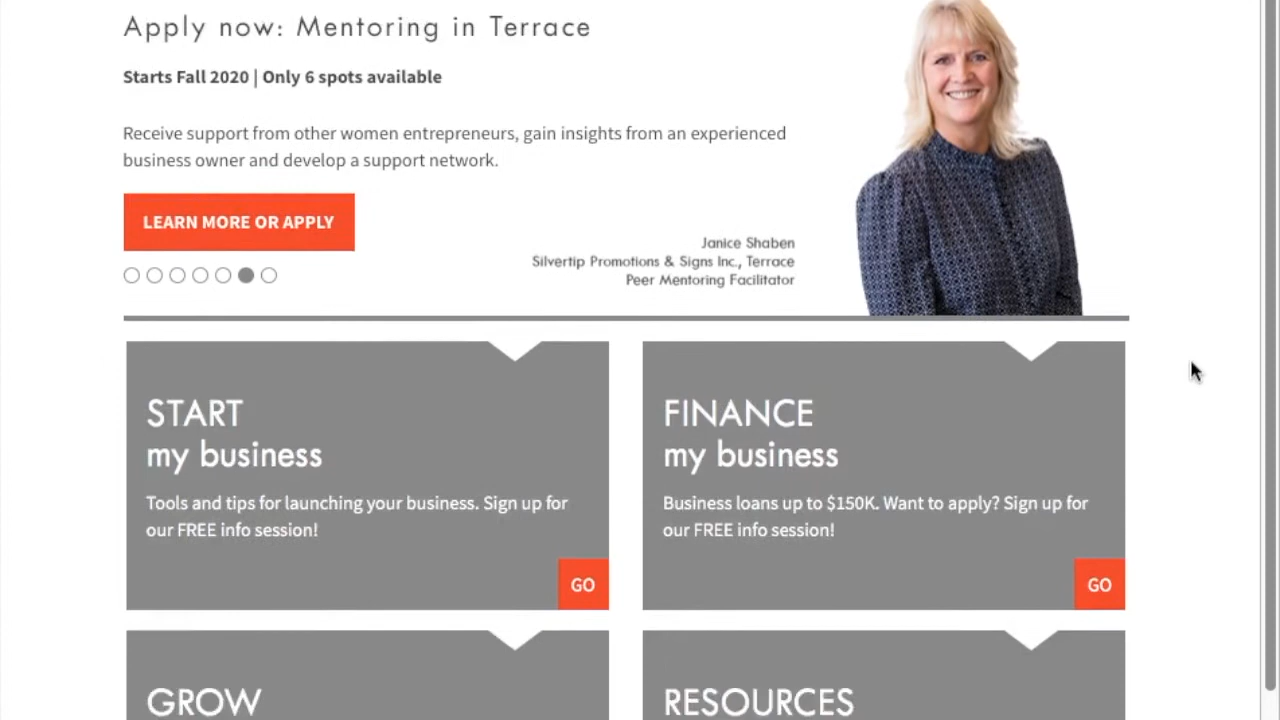 Apply now: Mentoring in Terrace
Starts Fall 2020 | Only 6 spots available
Receive support from other women entrepreneurs, gain insights from an experienced
business owner and develop a support network.
LEARN MORE OR APPLY
Janice Shaben
Silvertip Promotions & Signs Inc., Terrace
Peer Mentoring Facilitator
START
my business
Tools and tips for launching your business. Sign up for
our FREE info session!
GO
FINANCE
my business
Business loans up to $150K. Want to apply? Sign up for
our FREE info session!
GO
GROW
RESOURCES